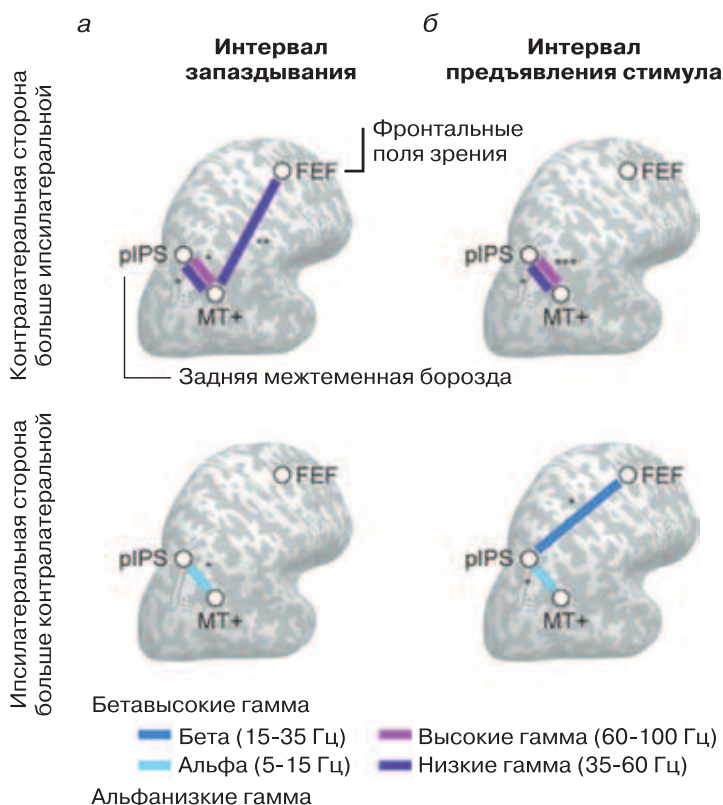 а
Интервал
запаздывания
б
Интервал
предъявления стимула
Контралатеральная сторона
больше ипсилатеральной
Фронтальные
поля зрения
FEF
pIPS
**
*
*
MT+
FEF
pIPS
***
*
MT+
Задняя межтеменная борозда
Ипсилатеральная сторона
больше контралатеральной
FEF
pIPS
*
MT+
FEF
*
pIPS
*
MT+
Бетавысокие гамма
Бета (15-35 Гц)
Высокие гамма (60-100 Гц)
Альфа (5-15 Гц)
Низкие гамма (35-60 Гц)
Альфанизкие гамма